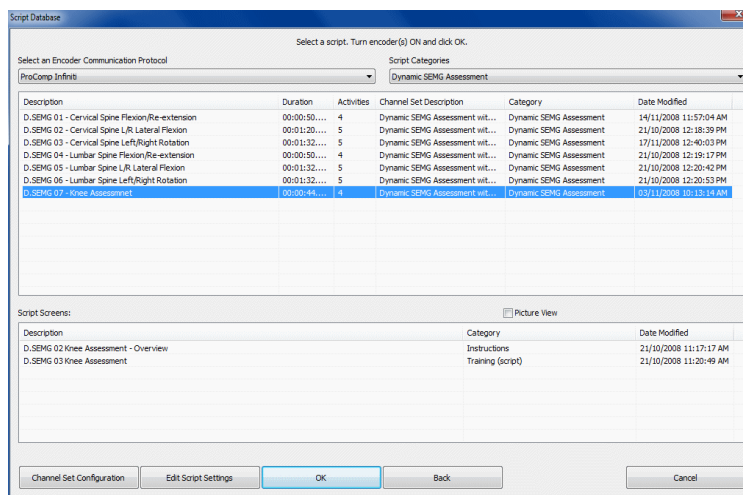 Script Database
Select a script. Turn encoder(s) ON and click OK.
Select an Encoder Communication Protocol Script Categories
ProComp Infiniti Dynamic SEMG Assessment
Description Duration Activities Channel Set Description Category Date Modified
D.SEMG 01 - Cervical Spine Flexion/Re-extension 00:00:50.... 4 Dynamic SEMG Assessment wit... Dynamic SEMG Assessment 14/11/2008 11:57:04 AM
D.SEMG 02 - Cervical Spine L/R Lateral Flexion 00:01:20.... 5 Dynamic SEMG Assessment wit... Dynamic SEMG Assessment 21/10/2008 12:18:39 PM
D.SEMG 03 - Cervical Spine Left/Right Rotation 00:01:32.... 5 Dynamic SEMG Assessment wit... Dynamic SEMG Assessment 17/11/2008 12:40:03 PM
D.SEMG 04 - Lumbar Spine Flexion/Re-extension 00:00:50.... 4 Dynamic SEMG Assessment wit... Dynamic SEMG Assessment 21/10/2008 12:19:17 PM
D.SEMG 05 - Lumbar Spine L/R Lateral Flexion 00:01:32.... 5 Dynamic SEMG Assessment wit... Dynamic SEMG Assessment 21/10/2008 12:20:42 PM
D.SEMG 06 - Lumbar Spine Left/Right Rotation 00:01:32.... 5 Dynamic SEMG Assessment wit... Dynamic SEMG Assessment 21/10/2008 12:20:53 PM
D.SEMG 07 - Knee Assessmnet 00:00:44.... 4 Dynamic SEMG Assessment wit... Dynamic SEMG Assessment 03/11/2008 10:13:14 AM
Script Screens: Picture View
Description Category Date Modified
D.SEMG 02 Knee Assessment - Overview Instructions 21/10/2008 11:17:17 AM
D.SEMG 03 Knee Assessment Training (script) 21/10/2008 11:20:49 AM
Channel Set Configuration Edit Script Settings OK Back Cancel